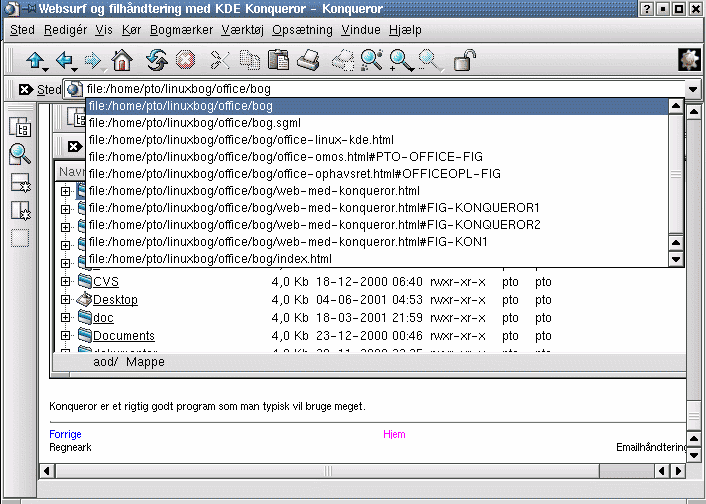 Websurf og filhåndtering med KDE Konqueror - Konqueror
Sted Redigér Vis Kør Bogmærker Værktøj Opsætning Vindue Hjælp
Sted file:/home/pto/linuxbog/office/bog
file:/home/pto/linuxbog/office/bog
file:/home/pto/linuxbog/office/bog.sgml
file:/home/pto/linuxbog/office/bog/office-linux-kde.html
file:/home/pto/linuxbog/office/bog/office-omos.html#PTO-OFFICE-FIG
file:/home/pto/linuxbog/office/bog/office-ophavsret.html#OFFICEOPL-FIG
file:/home/pto/linuxbog/office/bog/web-med-konqueror.html
file:/home/pto/linuxbog/office/bog/web-med-konqueror.html#FIG-KONQUEROR1
file:/home/pto/linuxbog/office/bog/web-med-konqueror.html#FIG-KONQUEROR2
file:/home/pto/linuxbog/office/bog/web-med-konqueror.html#FIG-KON1
file:/home/pto/linuxbog/office/bog/index.html
CVS 4,0 Kb 18-12-2000 06:40 rwxr-xr-x pto pto
Desktop 4,0 Kb 04-06-2001 04:53 rwxr-xr-x pto pto
doc 4,0 Kb 18-03-2001 21:59 rwxr-xr-x pto pto
Documents 4,0 Kb 23-12-2000 00:46 rwxr-xr-x pto pto
aod/ Mappe
Konqueror er et rigtig godt program som man typisk vil bruge meget.
Forrige Hjem
Regneark Emailhåndtering